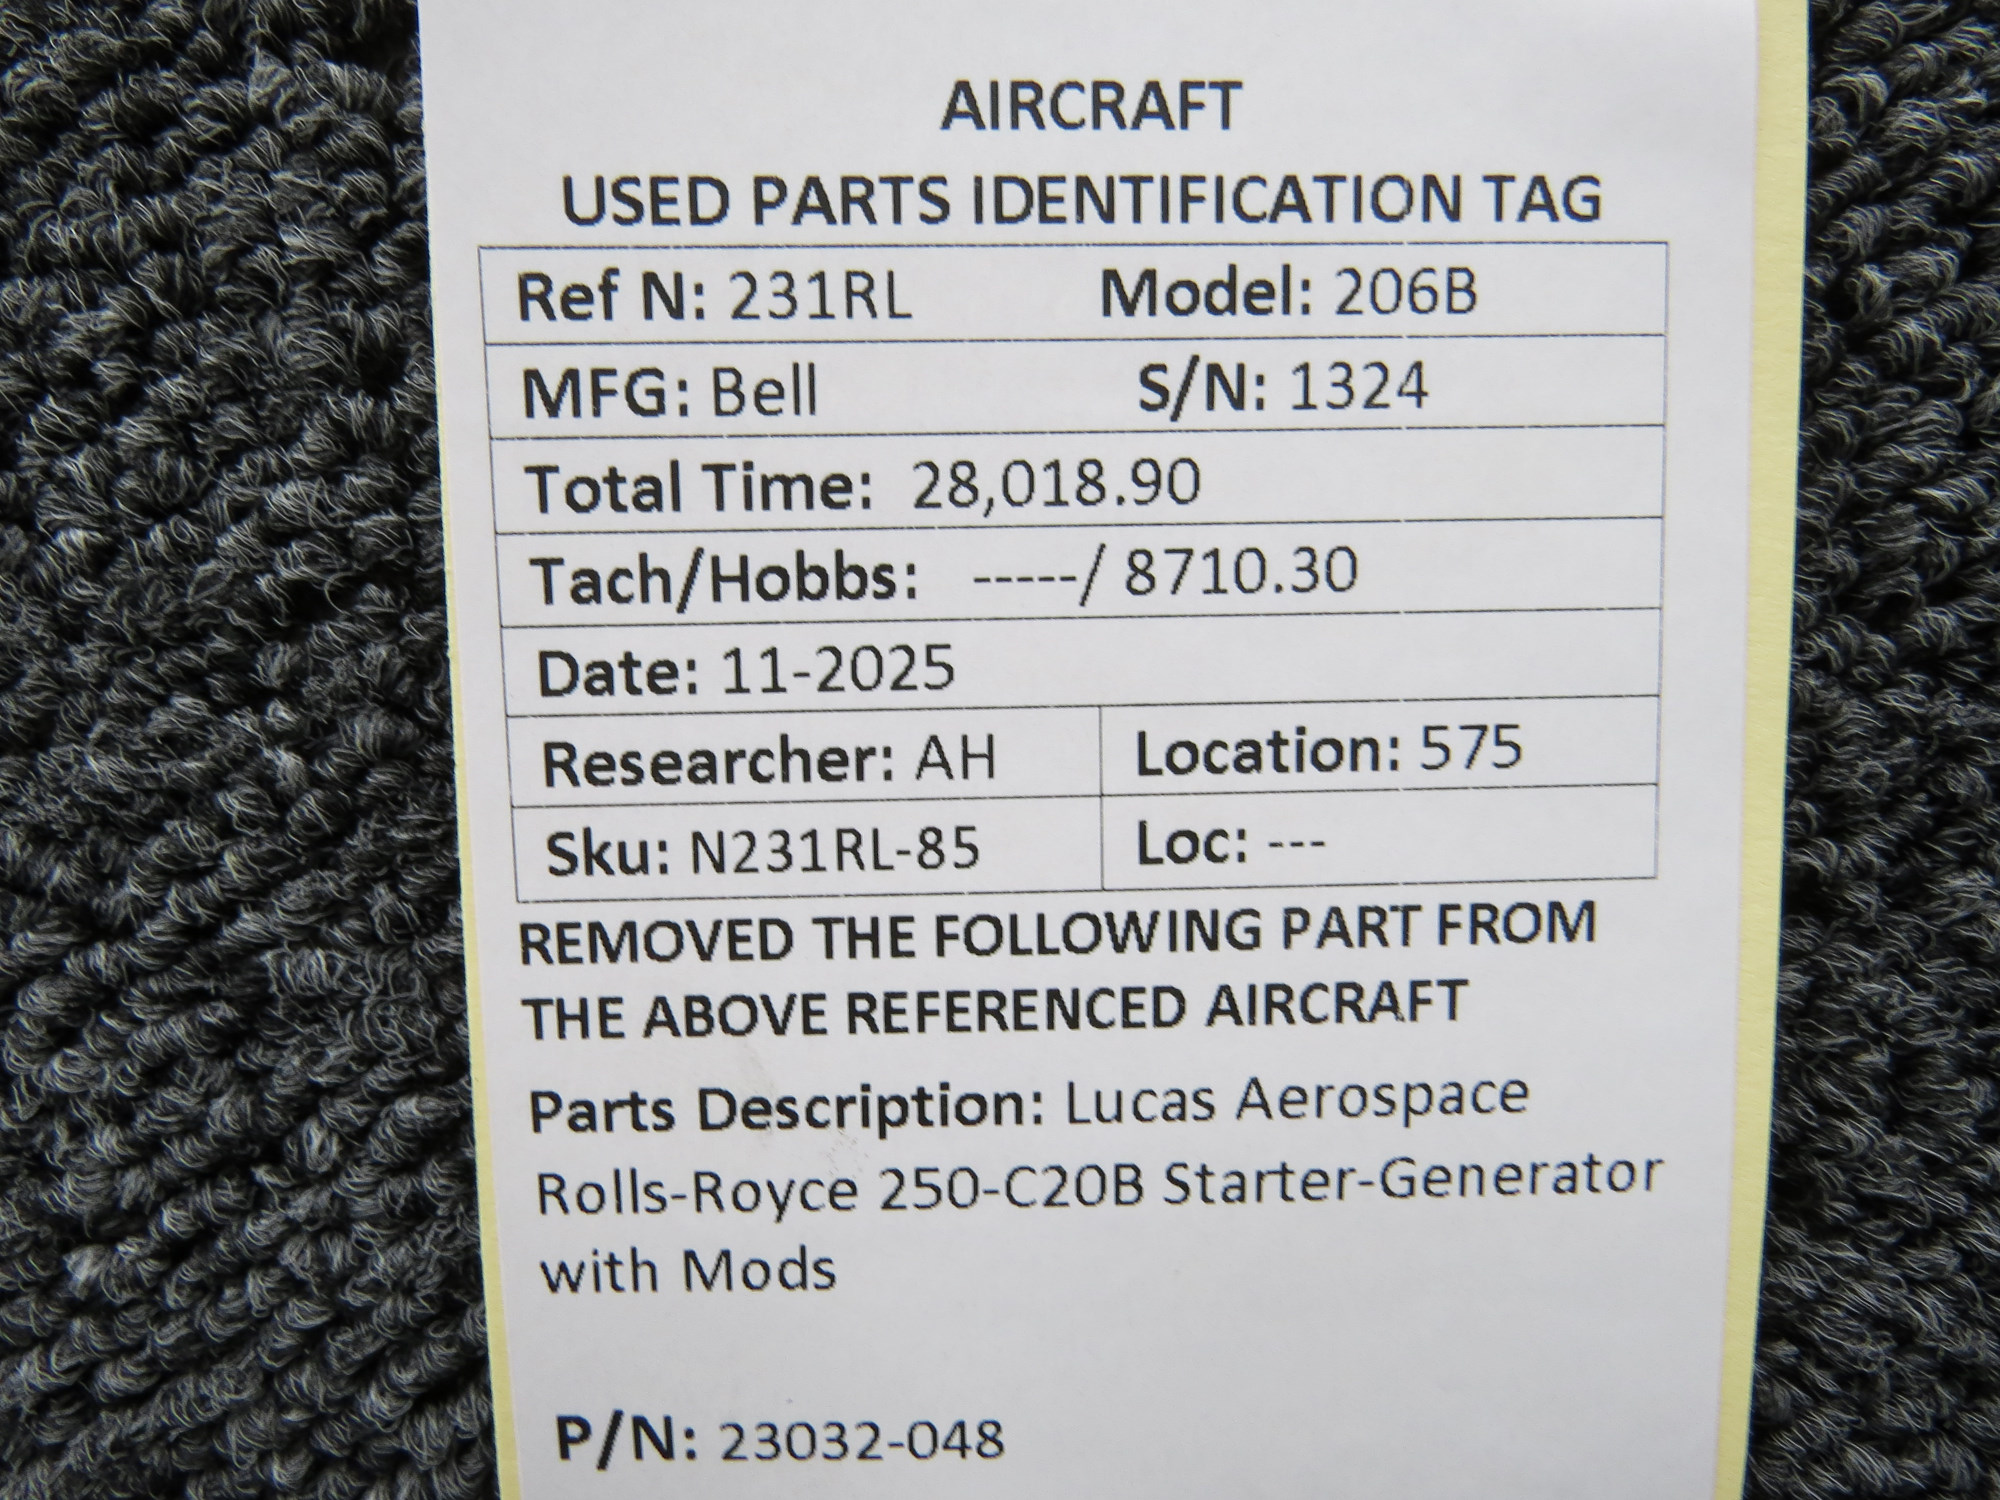 AIRCRAFT
USED PARTS IDENTIFICATION TAG
Ref N: 231RL Model: 206B
MFG: Bell S/N: 1324
Total Time: 28,018.90
Tach/Hobbs: -----/ 8710.30
Date: 11-2025
Researcher: AH Location: 575
Sku: N231RL-85 Loc: ---
REMOVED THE FOLLOWING PART FROM
THE ABOVE REFERENCED AIRCRAFT
Parts Description: Lucas Aerospace
Rolls-Royce 250-C20B Starter-Generator
with Mods
P/N: 23032-048